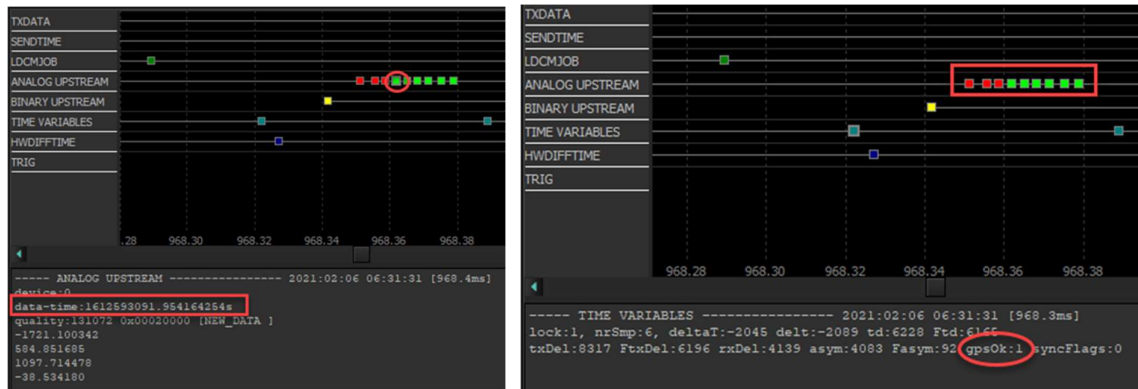 TXDATA
SENDTIME
LDCMJOB
ANALOG UPSTREAM
BINARY UPSTREAM
TIME VARIABLES
HWDIFFTIME
TRIG
.28 968.30 968.32 968.34 968.36 968.38
----- ANALOG UPSTREAM ---------------- 2021:02:06 06:31:31 [968.4ms]
device:0
data-time:1612593091.954164254s
quality:131072 0x00020000 [NEW_DATA ]
-1721.100342
584.851685
1097.714478
-38.534180
TXDATA
SENDTIME
LDCMJOB
ANALOG UPSTREAM
BINARY UPSTREAM
TIME VARIABLES
HWDIFFTIME
TRIG
968.28 968.30 968.32 968.34 968.36 968.38
----- TIME VARIABLES ---------------- 2021:02:06 06:31:31 [968.3ms]
lock:1, nrSmp:6, deltaT:-2045 delt:-2089 td:6228 Ftd:6165
txDel:8317 FtxDel:6196 rxDel:4139 asym:4083 Fasym:92 gpsOk:1 syncFlags:0